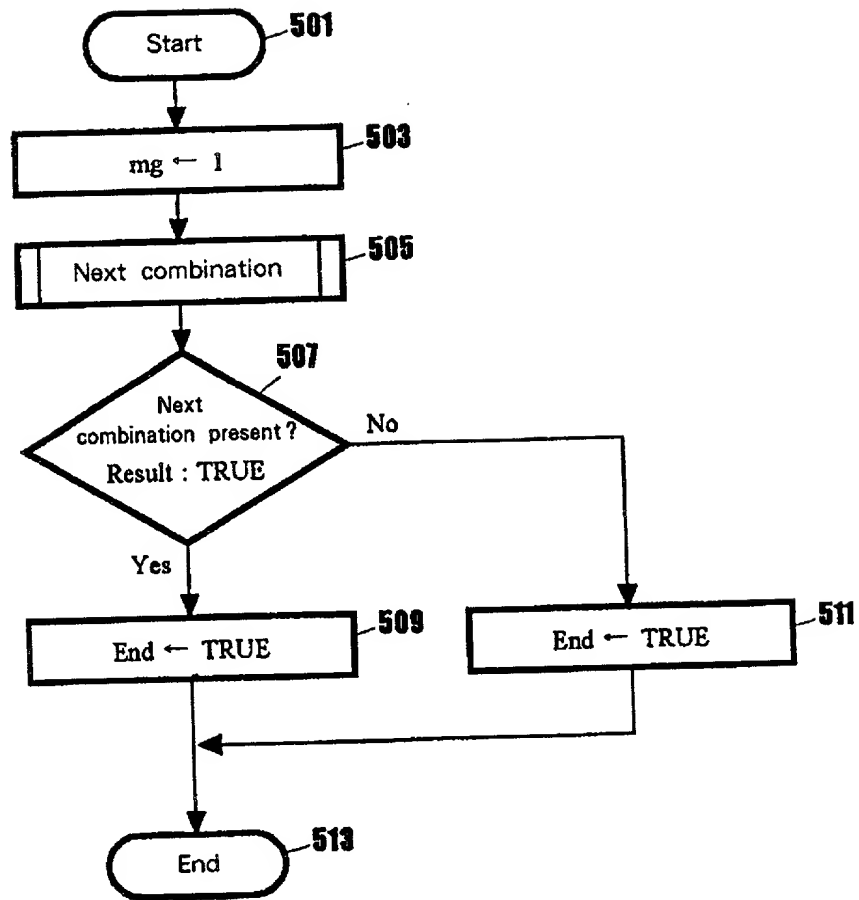 Start
501
mg ← 1
503
Next combination
505
507
Next
combination present?
Result : TRUE
No
Yes
End ← TRUE
509
End ← TRUE
511
End
513